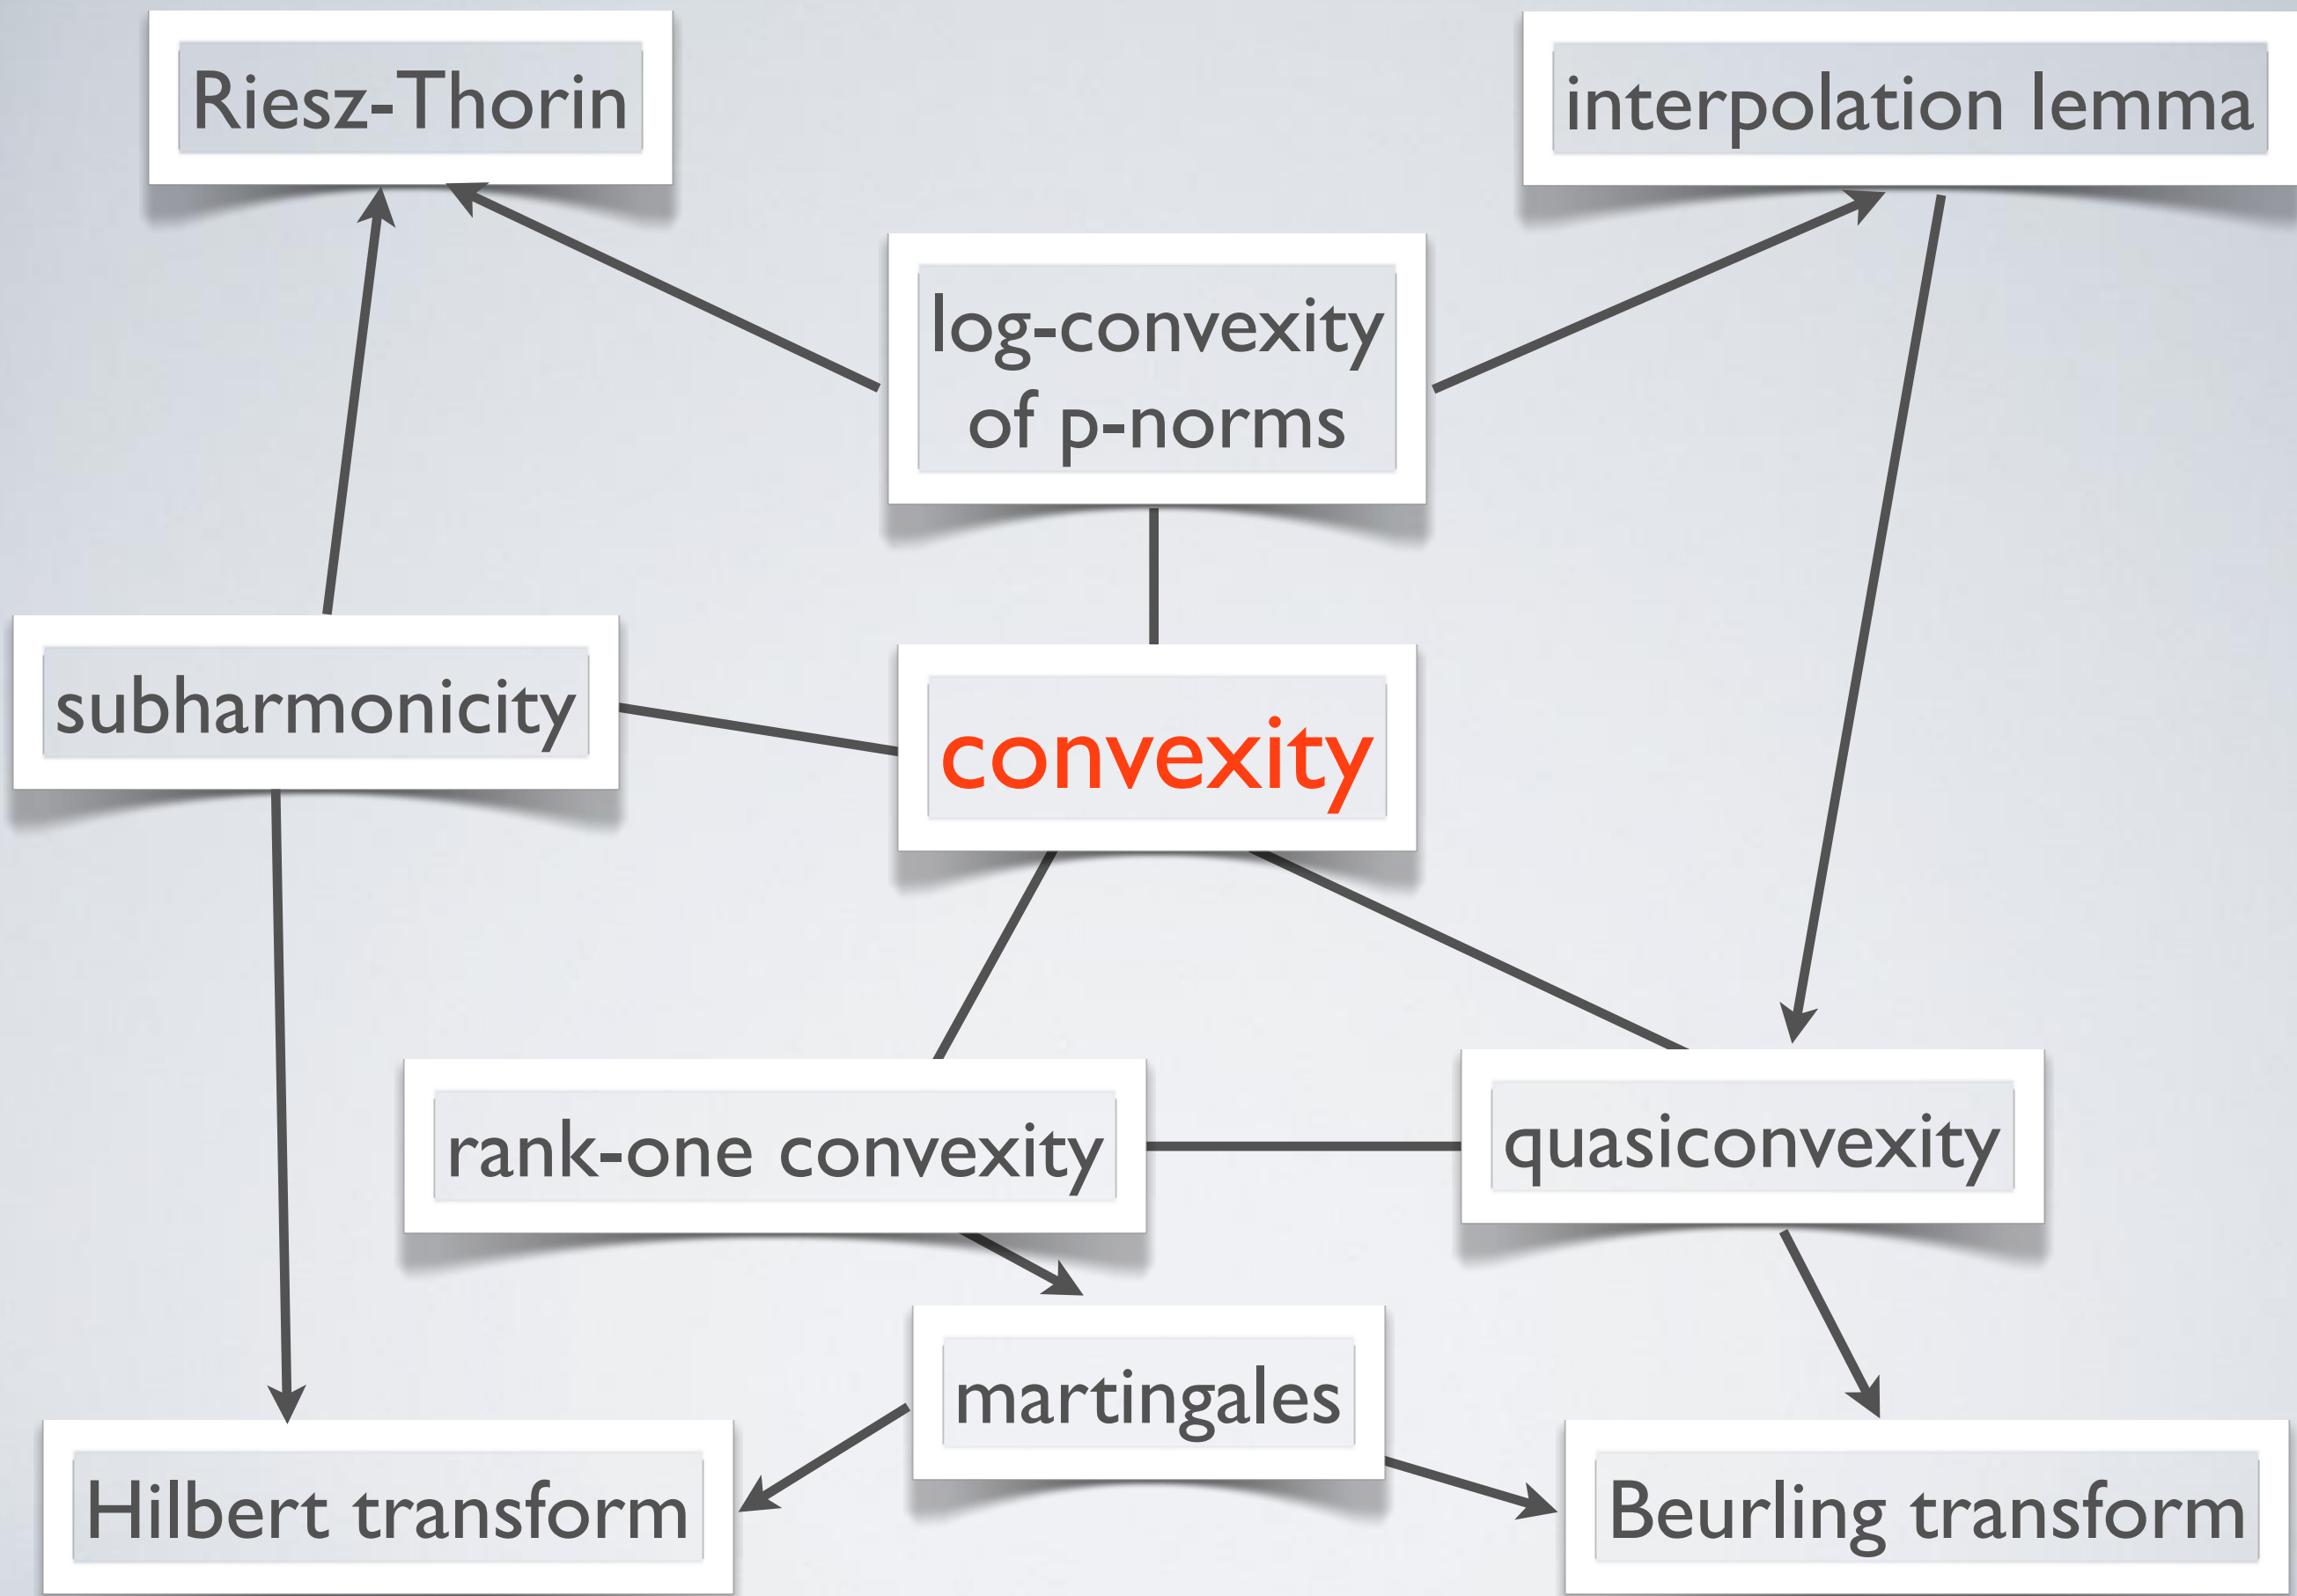 Riesz-Thorin
interpolation lemma
log-convexity
of p-norms
subharmonicity
convexity
rank-one convexity
quasiconvexity
martingales
Hilbert transform
Beurling transform